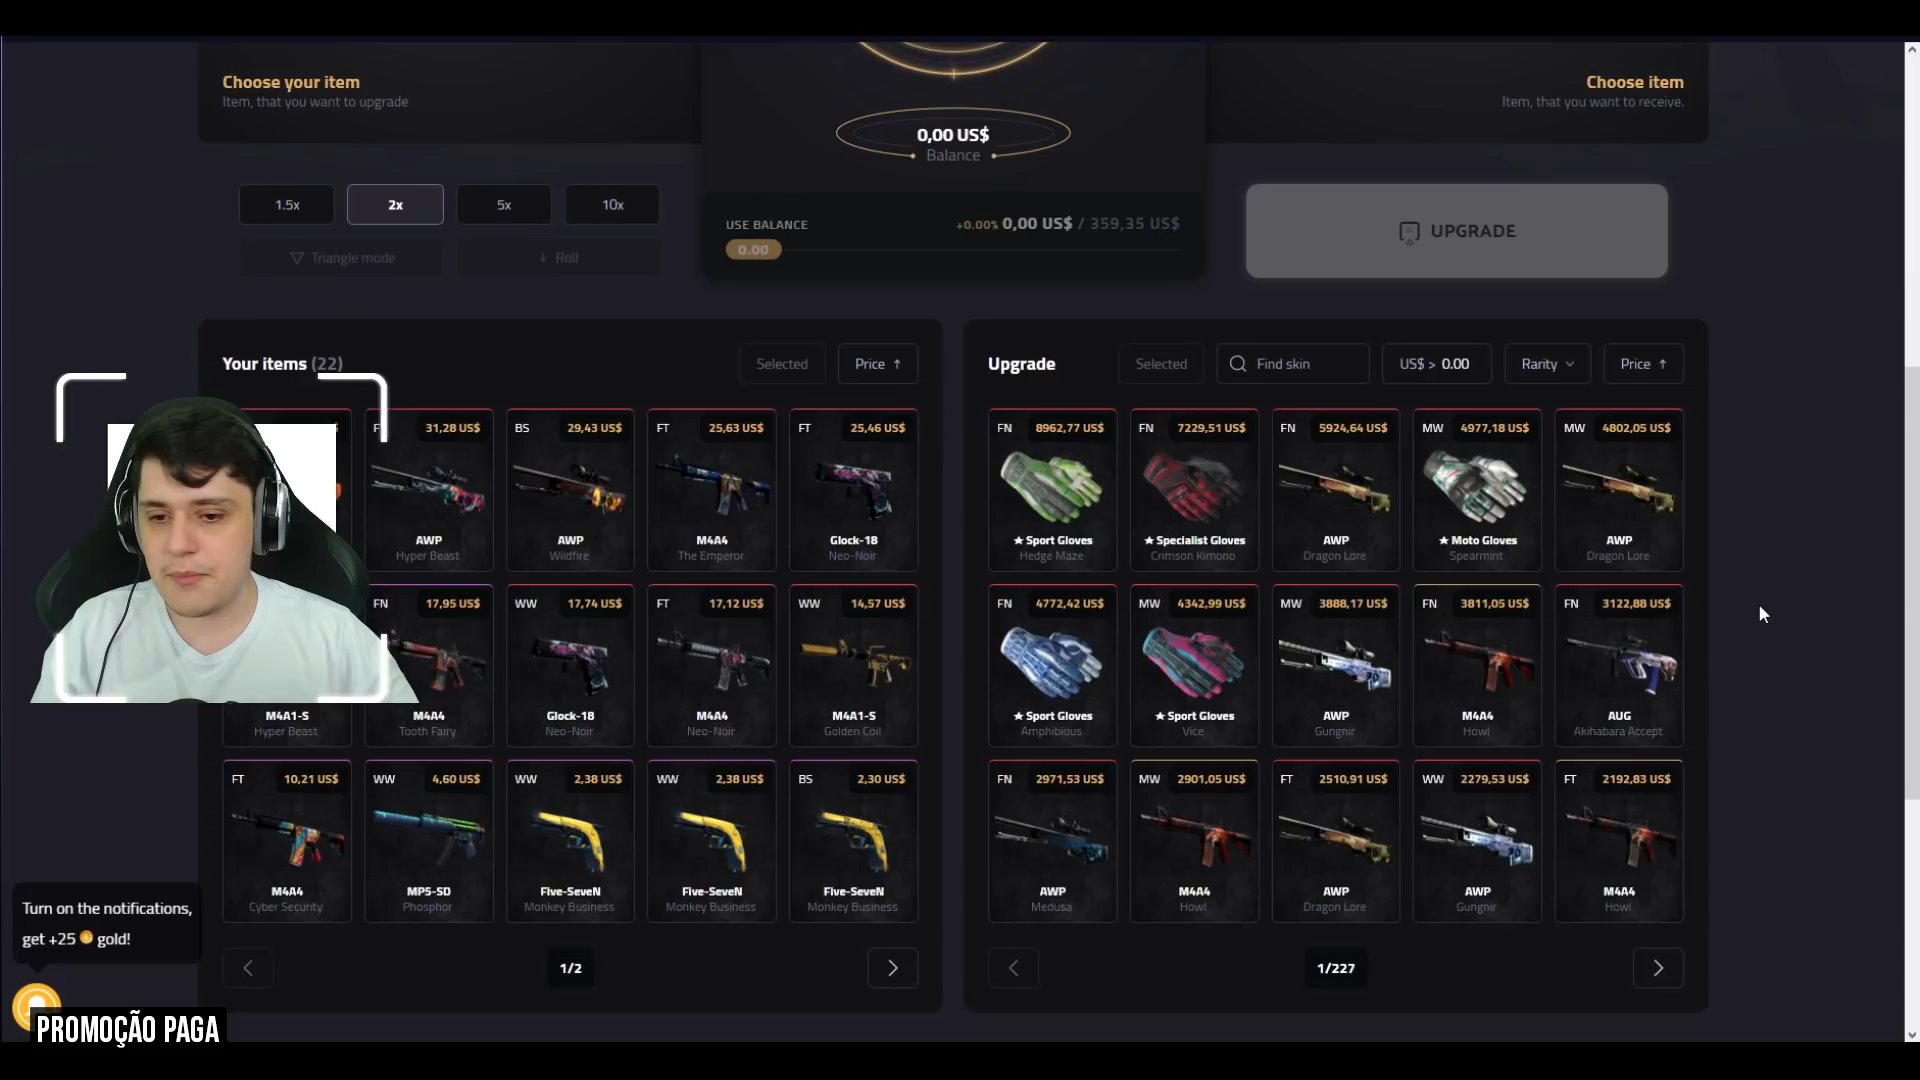 Choose your item
Item, that you want to upgrade
Choose item
Item, that you want to receive.
0,00 US$
Balance
1.5x
2x
5x
10x
Triangle mode
Roll
USE BALANCE
+0.00% 0,00 US$ / 359,35 US$
0.00
UPGRADE
Your items (22)
Selected
Price
31,28 US$
AWP
Hyper Beast
BS 29,43 US$
AWP
Wildfire
FT 25,63 US$
M4A4
The Emperor
FT 25,46 US$
Glock-18
Neo-Noir
M4A1-S
Hyper Beast
FN 17,95 US$
M4A4
Tooth Fairy
WW 17,74 US$
Glock-18
Neo-Noir
FT 17,12 US$
M4A4
Neo-Noir
WW 14,57 US$
M4A1-S
Golden Coil
FT 10,21 US$
M4A4
Cyber Security
WW 4,60 US$
MP5-SD
Phosphor
WW 2,38 US$
Five-SeveN
Monkey Business
WW 2,38 US$
Five-SeveN
Monkey Business
BS 2,30 US$
Five-SeveN
Monkey Business
1/2
Upgrade
Selected
Find skin
US$ > 0.00
Rarity
Price
FN 8962,77 US$
★ Sport Gloves
Hedge Maze
FN 7229,51 US$
★ Specialist Gloves
Crimson Kimono
FN 5924,64 US$
AWP
Dragon Lore
MW 4977,18 US$
★ Moto Gloves
Spearmint
MW 4802,05 US$
AWP
Dragon Lore
FN 4772,42 US$
★ Sport Gloves
Amphibious
MW 4342,99 US$
★ Sport Gloves
Vice
MW 3888,17 US$
AWP
Gungnir
FN 3811,05 US$
M4A4
Howl
FN 3122,88 US$
AUG
Akihabara Accept
FN 2971,53 US$
AWP
Medusa
MW 2901,05 US$
M4A4
Howl
FT 2510,91 US$
AWP
Dragon Lore
WW 2279,53 US$
AWP
Gungnir
FT 2192,83 US$
M4A4
Howl
1/227
Turn on the notifications,
get +25 gold!
PROMOÇÃO PAGA